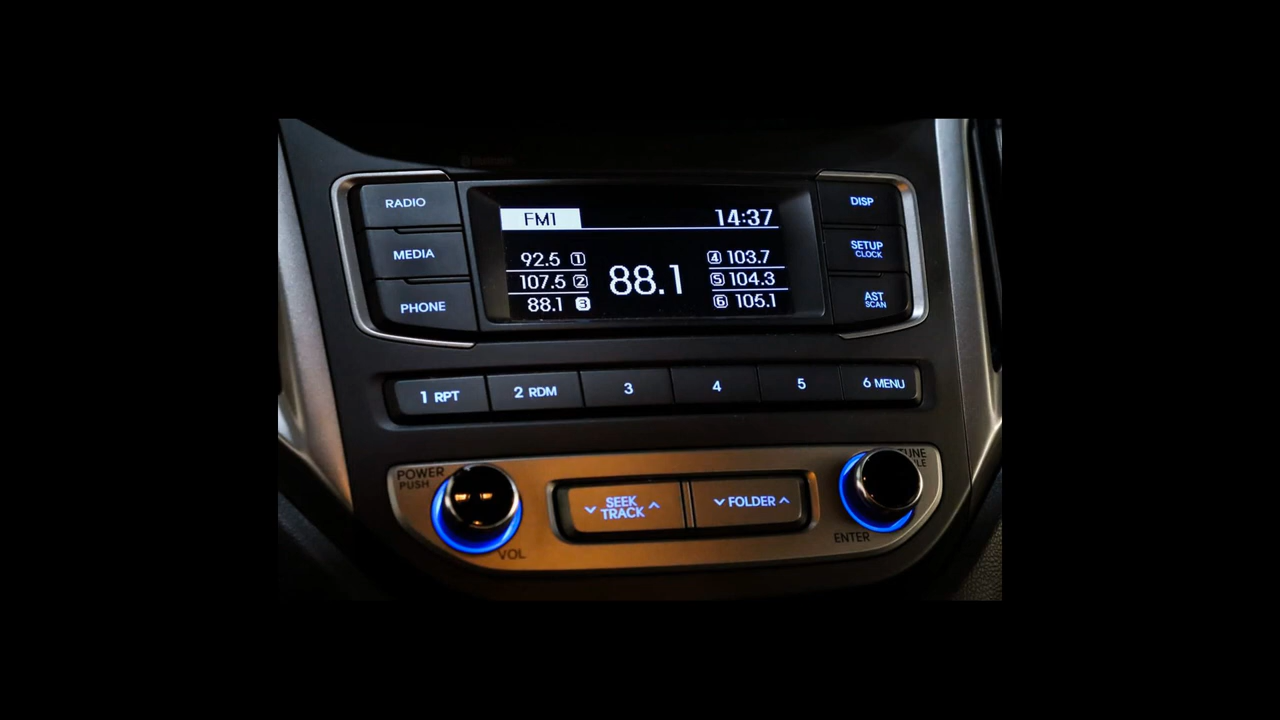 RADIO
MEDIA
PHONE
FM1 14:37
92.5 1
107.5 2
88.1 3
88.1
4 103.7
5 104.3
6 105.1
DISP
SETUP
CLOCK
AST
SCAN
1 RPT
2 RDM
3
4
5
6 MENU
POWER
PUSH
VOL
SEEK
TRACK
FOLDER
ENTER